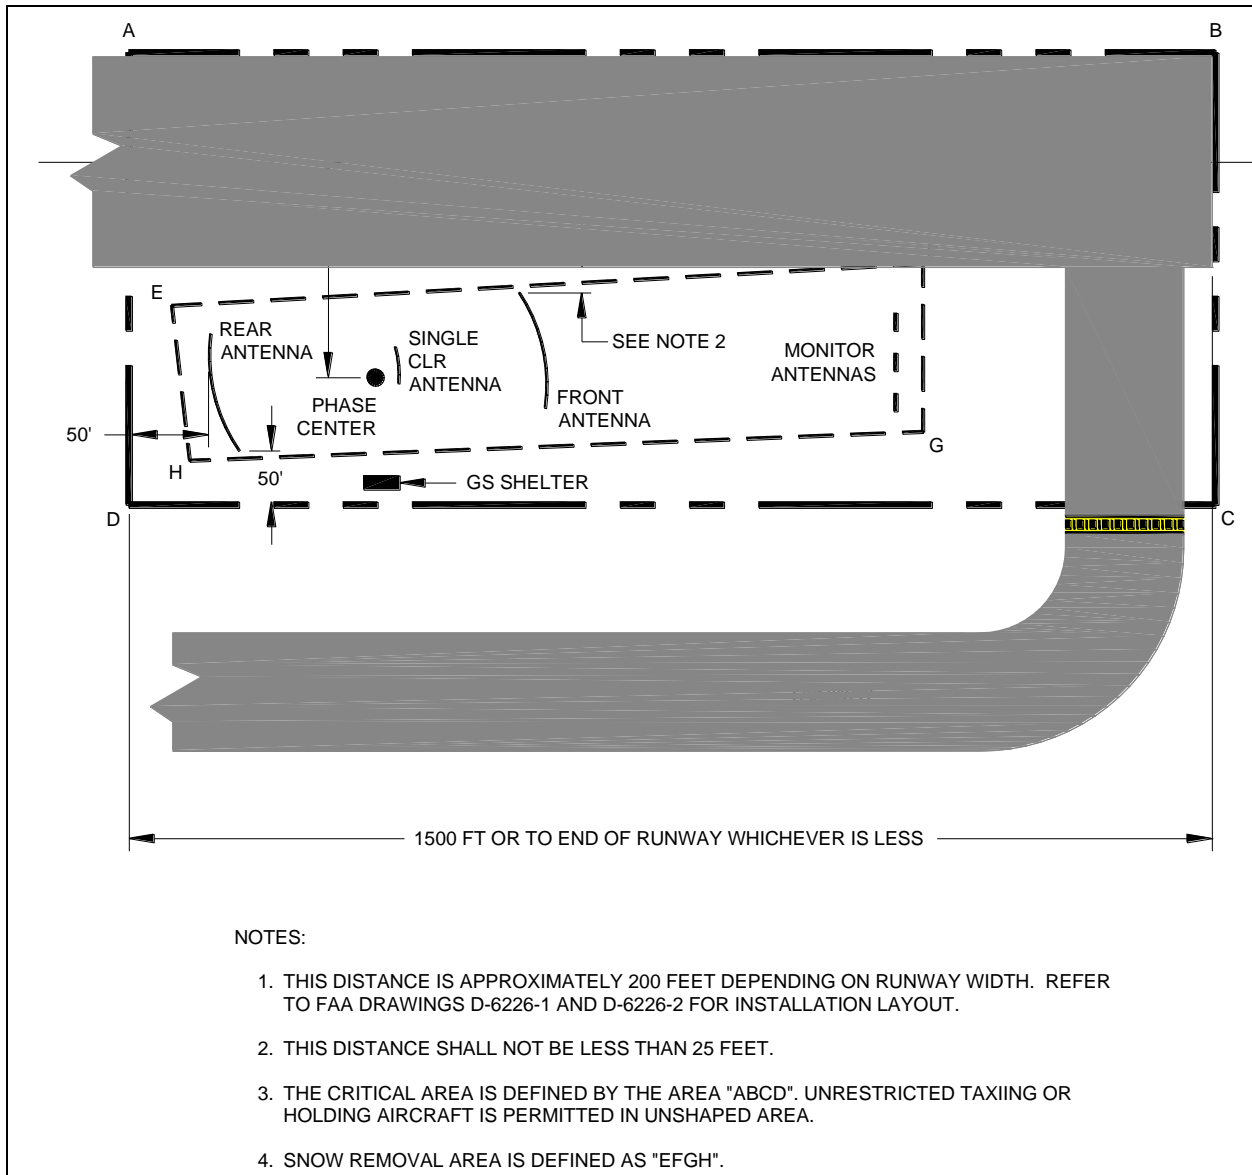 A
B
E
REAR
ANTENNA
SINGLE
CLR
ANTENNA
SEE NOTE 2
MONITOR
ANTENNAS
PHASE
CENTER
FRONT
ANTENNA
50'
H
50'
G
GS SHELTER
D
C
1500 FT OR TO END OF RUNWAY WHICHEVER IS LESS
NOTES:
1. THIS DISTANCE IS APPROXIMATELY 200 FEET DEPENDING ON RUNWAY WIDTH. REFER
TO FAA DRAWINGS D-6226-1 AND D-6226-2 FOR INSTALLATION LAYOUT.
2. THIS DISTANCE SHALL NOT BE LESS THAN 25 FEET.
3. THE CRITICAL AREA IS DEFINED BY THE AREA "ABCD". UNRESTRICTED TAXIING OR
HOLDING AIRCRAFT IS PERMITTED IN UNSHAPED AREA.
4. SNOW REMOVAL AREA IS DEFINED AS "EFGH".